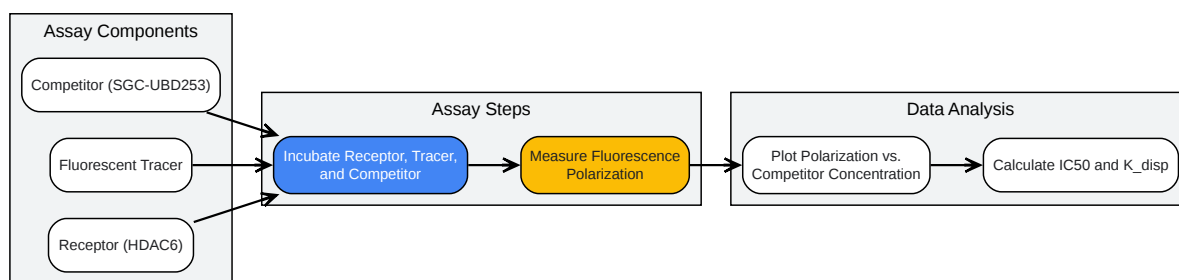 Assay Components
Competitor (SGC-UBD253)
Fluorescent Tracer
Receptor (HDAC6)
Assay Steps
Incubate Receptor, Tracer,
and Competitor
Measure Fluorescence
Polarization
Data Analysis
Plot Polarization vs.
Competitor Concentration
Calculate IC50 and K_disp